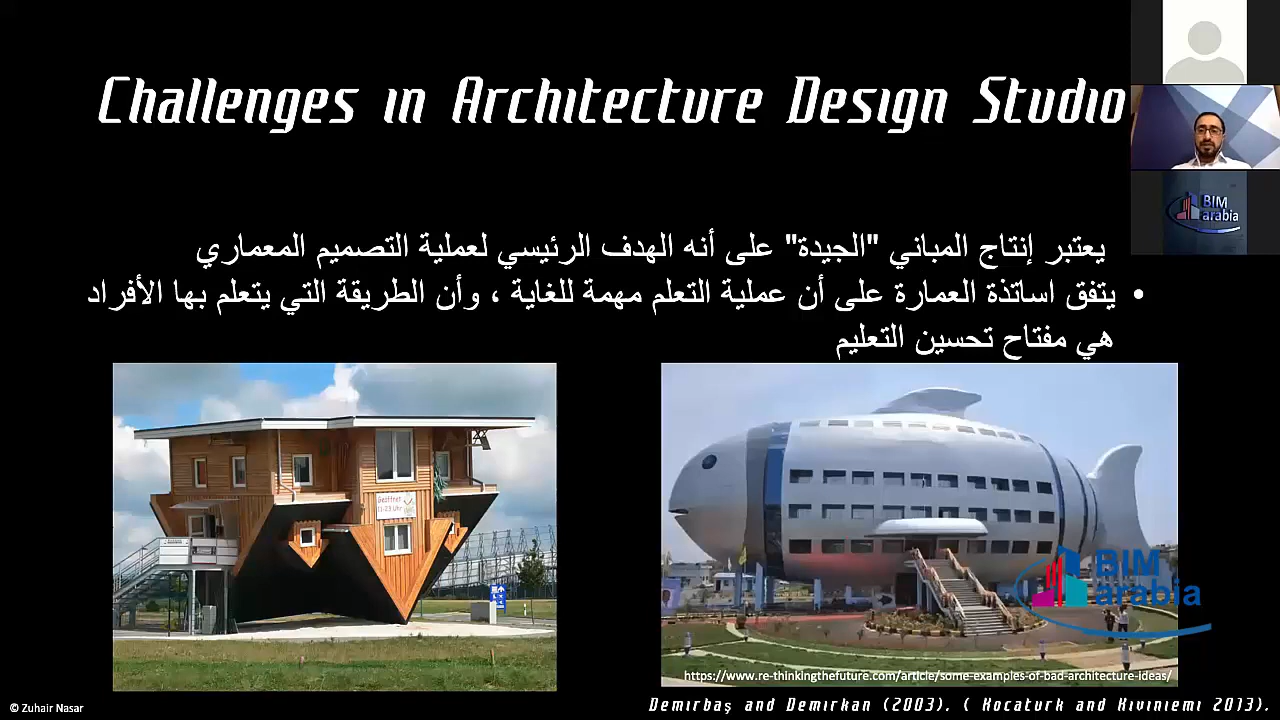 Challenges in Architecture Design Studio
BIM
arabia
يعتبر إنتاج المباني "الجيدة" على أنه الهدف الرئيسي لعملية التصميم المعماري
• يتفق اساتذة العمارة على أن عملية التعلم مهمة للغاية ، وأن الطريقة التي يتعلم بها الأفراد
هي مفتاح تحسين التعليم
Geöffnet
11-23 Uhr
BIM
arabia
https://www.re-thinkingthefuture.com/article/some-examples-of-bad-architecture-ideas/
Demirbaş and Demirkan (2003). ( Kocaturk and Kiviniemi 2013).
© Zuhair Nasar